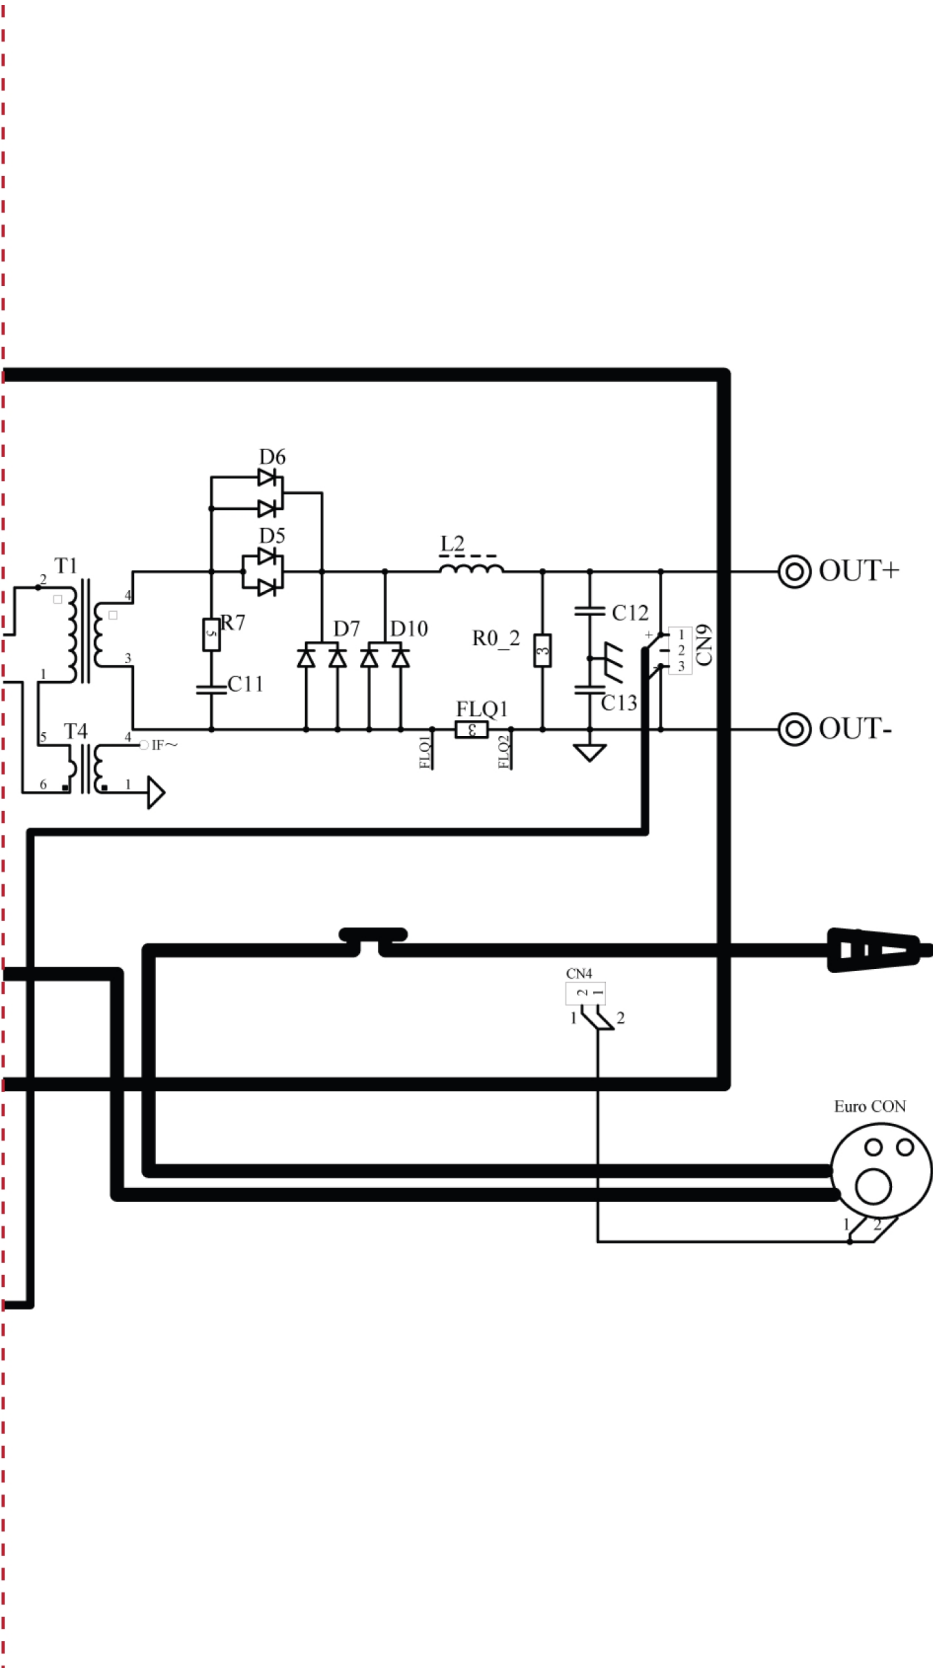 D6
D5
L2
T1
2
4
OUT+
C12
R7
5
D7
D10
R0_2
3
+
1
2
3
CN9
-
1
3
C11
C13
FLQ1
3
OUT-
T4
5
4
IF~
FLQ1
FLQ2
6
1
CN4
2
1
1
2
Euro CON
1
2